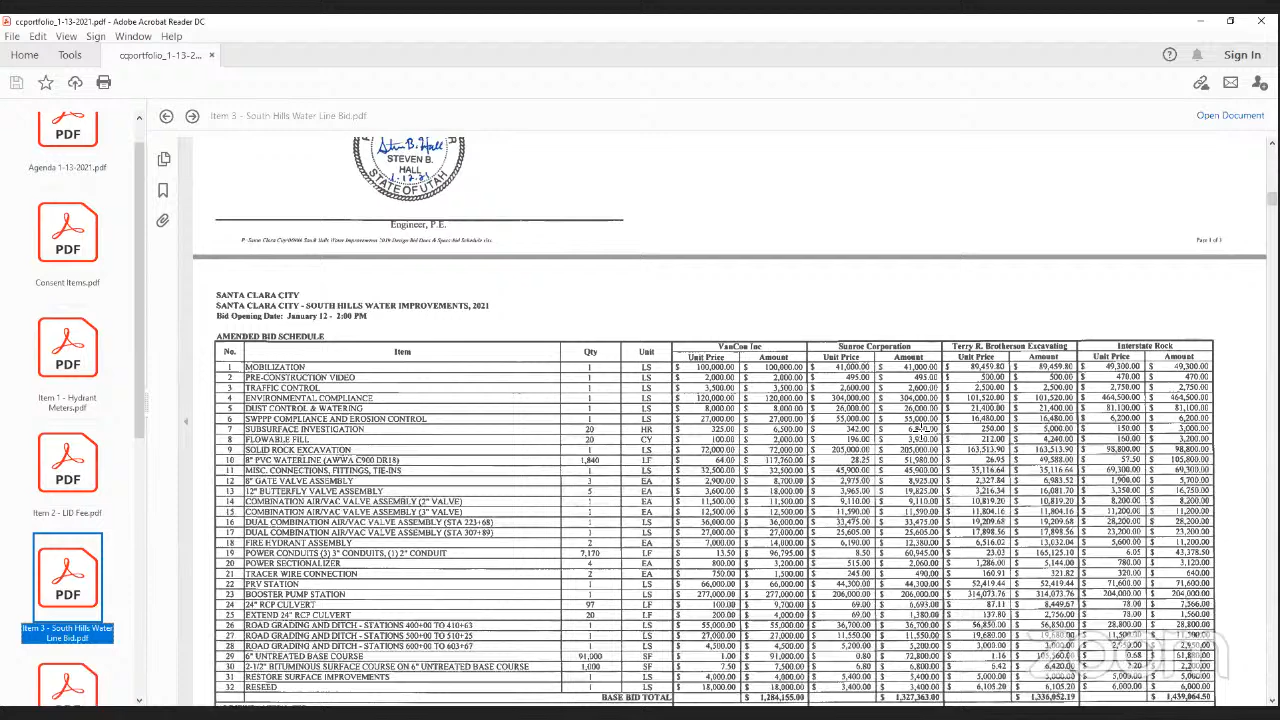 ccportfolio_1-13-2021.pdf - Adobe Acrobat Reader DC
File Edit View Sign Window Help
Home Tools ccportfolio_1-13-2... × Sign In
Item 3 - South Hills Water Line Bid.pdf Open Document
PDF
Agenda 1-13-2021.pdf
PDF
Consent Items.pdf
PDF
Item 1 - Hydrant
Meters.pdf
PDF
Item 2 - LID Fee.pdf
PDF
Item 3 - South Hills Water
Line Bid.pdf
PDF
STEVEN B.
HALL
1-12-21
STATE OF UTAH
Engineer, P.E.
Page 1 of 1
SANTA CLARA CITY
SANTA CLARA CITY - SOUTH HILLS WATER IMPROVEMENTS, 2021
Bid Opening Date: January 12 - 2:00 PM
AMENDED BID SCHEDULE
No. Item Qty Unit VanCon Inc Sunroc Corporation Terry R. Brotherson Excavating Interstate Rock
Unit Price Amount Unit Price Amount Unit Price Amount Unit Price Amount
1 MOBILIZATION 1 LS $ 100,000.00 $ 100,000.00 $ 41,000.00 $ 41,000.00 $ 89,459.80 $ 89,459.80 $ 49,300.00 $ 49,300.00
2 PRE-CONSTRUCTION VIDEO 1 LS $ 2,000.00 $ 2,000.00 $ 495.00 $ 495.00 $ 500.00 $ 500.00 $ 470.00 $ 470.00
3 TRAFFIC CONTROL 1 LS $ 3,500.00 $ 3,500.00 $ 2,600.00 $ 2,600.00 $ 2,500.00 $ 2,500.00 $ 2,750.00 $ 2,750.00
4 ENVIRONMENTAL COMPLIANCE 1 LS $ 120,000.00 $ 120,000.00 $ 304,000.00 $ 304,000.00 $ 101,520.00 $ 101,520.00 $ 464,500.00 $ 464,500.00
5 DUST CONTROL & WATERING 1 LS $ 8,000.00 $ 8,000.00 $ 26,000.00 $ 26,000.00 $ 21,400.00 $ 21,400.00 $ 81,100.00 $ 81,100.00
6 SWPPP COMPLIANCE AND EROSION CONTROL 1 LS $ 27,000.00 $ 27,000.00 $ 55,000.00 $ 55,000.00 $ 16,480.00 $ 16,480.00 $ 6,200.00 $ 6,200.00
7 SUBSURFACE INVESTIGATION 20 HR $ 325.00 $ 6,500.00 $ 342.00 $ $ 250.00 $ 5,000.00 $ 150.00 $ 3,000.00
8 FLOWABLE FILL 20 CY $ 100.00 $ 2,000.00 $ 196.00 $ $ 212.00 $ 4,240.00 $ 160.00 $ 3,200.00
9 SOLID ROCK EXCAVATION 1 LS $ 72,000.00 $ 72,000.00 $ 205,000.00 $ 205,000.00 $ 163,513.90 $ 163,513.90 $ 98,800.00 $ 98,800.00
10 8" PVC WATERLINE (AWWA C900 DR18) 1,840 LF $ 64.00 $ 117,760.00 $ 28.25 $ 51,980.00 $ 26.95 $ 49,588.00 $ 57.50 $ 105,800.00
11 MISC. CONNECTIONS, FITTINGS, TIE-INS 1 LS $ 32,500.00 $ 32,500.00 $ 45,900.00 $ 45,900.00 $ 35,116.64 $ 35,116.64 $ 69,300.00 $ 69,300.00
12 8" GATE VALVE ASSEMBLY 3 EA $ 2,900.00 $ 8,700.00 $ 2,975.00 $ 8,925.00 $ 2,327.84 $ 6,983.52 $ 1,900.00 $ 5,700.00
13 12" BUTTERFLY VALVE ASSEMBLY 5 EA $ 3,600.00 $ 18,000.00 $ 3,965.00 $ 19,825.00 $ 3,216.34 $ 16,081.70 $ 3,350.00 $ 16,750.00
14 COMBINATION AIR/VAC VALVE ASSEMBLY (2" VALVE) 1 EA $ 11,500.00 $ 11,500.00 $ 9,110.00 $ 9,110.00 $ 10,819.20 $ 10,819.20 $ 8,200.00 $ 8,200.00
15 COMBINATION AIR/VAC VALVE ASSEMBLY (3" VALVE) 1 EA $ 12,500.00 $ 12,500.00 $ 11,590.00 $ 11,590.00 $ 11,804.16 $ 11,804.16 $ 11,200.00 $ 11,200.00
16 DUAL COMBINATION AIR/VAC VALVE ASSEMBLY (STA 223+68) 1 LS $ 36,000.00 $ 36,000.00 $ 33,475.00 $ 33,475.00 $ 19,209.68 $ 19,209.68 $ 28,200.00 $ 28,200.00
17 DUAL COMBINATION AIR/VAC VALVE ASSEMBLY (STA 307+89) 1 LS $ 27,000.00 $ 27,000.00 $ 25,605.00 $ 25,605.00 $ 17,898.56 $ 17,898.56 $ 23,200.00 $ 23,200.00
18 FIRE HYDRANT ASSEMBLY 2 EA $ 7,000.00 $ 14,000.00 $ 6,190.00 $ 12,380.00 $ 6,516.02 $ 13,032.04 $ 5,600.00 $ 11,200.00
19 POWER CONDUITS (3) 3" CONDUITS, (1) 2" CONDUIT 7,170 LF $ 13.50 $ 96,795.00 $ 8.50 $ 60,945.00 $ 23.03 $ 165,125.10 $ 6.05 $ 43,378.50
20 POWER SECTIONALIZER 4 EA $ 800.00 $ 3,200.00 $ 515.00 $ 2,060.00 $ 1,286.00 $ 5,144.00 $ 780.00 $ 3,120.00
21 TRACER WIRE CONNECTION 2 EA $ 750.00 $ 1,500.00 $ 245.00 $ 490.00 $ 160.91 $ 321.82 $ 320.00 $ 640.00
22 PRV STATION 1 LS $ 66,000.00 $ 66,000.00 $ 44,300.00 $ 44,300.00 $ 52,419.44 $ 52,419.44 $ 71,600.00 $ 71,600.00
23 BOOSTER PUMP STATION 1 LS $ 277,000.00 $ 277,000.00 $ 206,000.00 $ 206,000.00 $ 314,073.76 $ 314,073.76 $ 204,000.00 $ 204,000.00
24 24" RCP CULVERT 97 LF $ 100.00 $ 9,700.00 $ 69.00 $ 6,693.00 $ 87.11 $ 8,449.67 $ 78.00 $ 7,566.00
25 EXTEND 24" RCP CULVERT 20 LF $ 200.00 $ 4,000.00 $ 69.00 $ 1,380.00 $ 137.80 $ 2,756.00 $ 78.00 $ 1,560.00
26 ROAD GRADING AND DITCH - STATIONS 400+00 TO 410+63 1 LS $ 55,000.00 $ 55,000.00 $ 36,700.00 $ 36,700.00 $ 56,850.00 $ 56,850.00 $ 28,800.00 $ 28,800.00
27 ROAD GRADING AND DITCH - STATIONS 500+00 TO 510+25 1 LS $ 27,000.00 $ 27,000.00 $ 11,550.00 $ 11,550.00 $ 19,680.00 $ 19,680.00 $ 11,500.00 $ 11,500.00
28 ROAD GRADING AND DITCH - STATIONS 600+00 TO 603+67 1 LS $ 4,500.00 $ 4,500.00 $ 5,200.00 $ 5,200.00 $ 3,000.00 $ 3,000.00 $ $
29 6" UNTREATED BASE COURSE 91,000 SF $ 1.00 $ 91,000.00 $ 0.80 $ 72,800.00 $ 1.16 $ 105,560.00 $ 0.68 $ 61,880.00
30 2-1/2" BITUMINOUS SURFACE COURSE ON 6" UNTREATED BASE COURSE 1,000 SF $ 7.50 $ 7,500.00 $ 6.80 $ 6,800.00 $ 6.42 $ 6,420.00 $ $
31 RESTORE SURFACE IMPROVEMENTS 1 LS $ 4,000.00 $ 4,000.00 $ 5,400.00 $ 5,400.00 $ 5,000.00 $ 5,000.00 $ 5,000.00 $ 5,000.00
32 RESEED 1 LS $ 18,000.00 $ 18,000.00 $ 3,400.00 $ 3,400.00 $ 6,105.20 $ 6,105.20 $ 6,000.00 $ 6,000.00
BASE BID TOTAL $ 1,284,155.00 $ 1,327,363.00 $ 1,336,052.19 $ 1,439,064.50
zoom